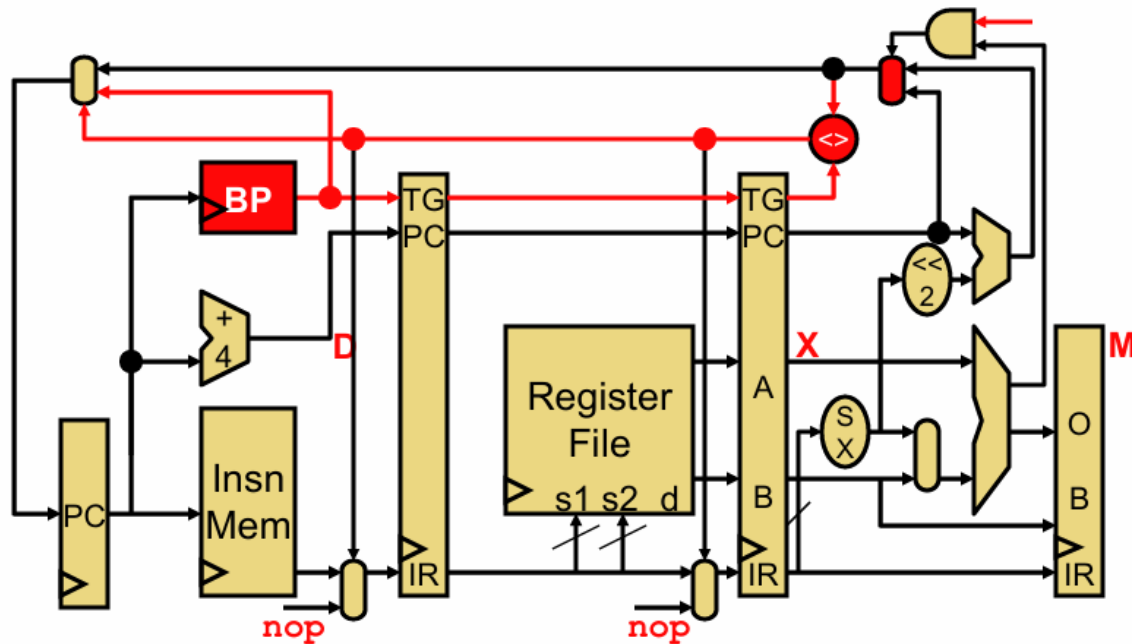 <>
BP
TG
PC
TG
PC
<<
2
+
4
D
X
M
Register
File
s1 s2 d
A
B
S
X
O
B
PC
Insn
Mem
IR
IR
IR
nop
nop